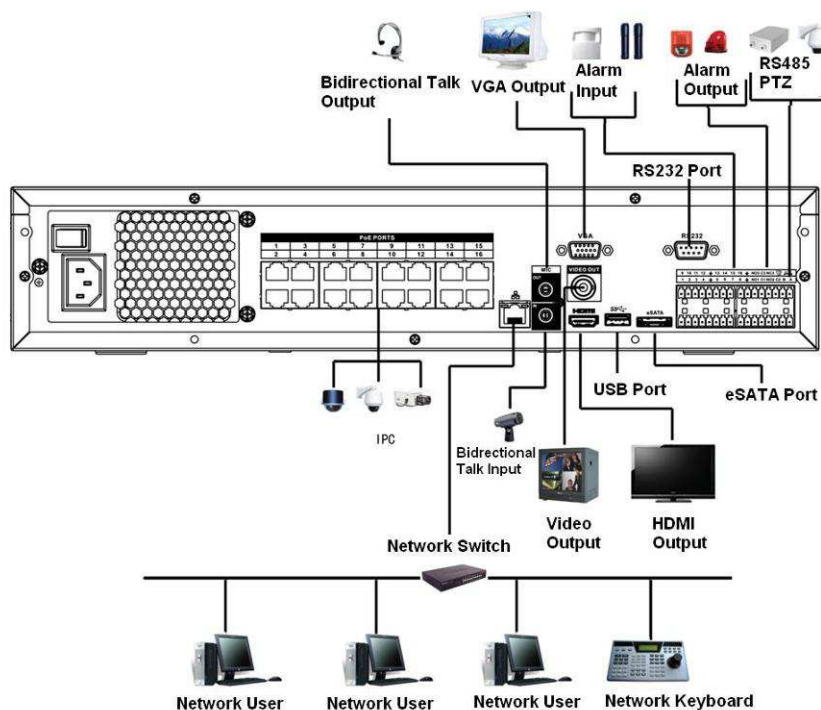 Bidirectional Talk
Output
VGA Output
Alarm
Input
Alarm
Output
RS485
PTZ
RS232 Port
PoE PORTS
1 3 5 7 9 11 13 15
2 4 6 8 10 12 14 16
VGA
RS232
MIC
OUT
VIDEO OUT
HDMI
eSATA
USB Port
eSATA Port
IPC
Bidrectional
Talk Input
Video
Output
HDMI
Output
Network Switch
Network User
Network User
Network User
Network Keyboard